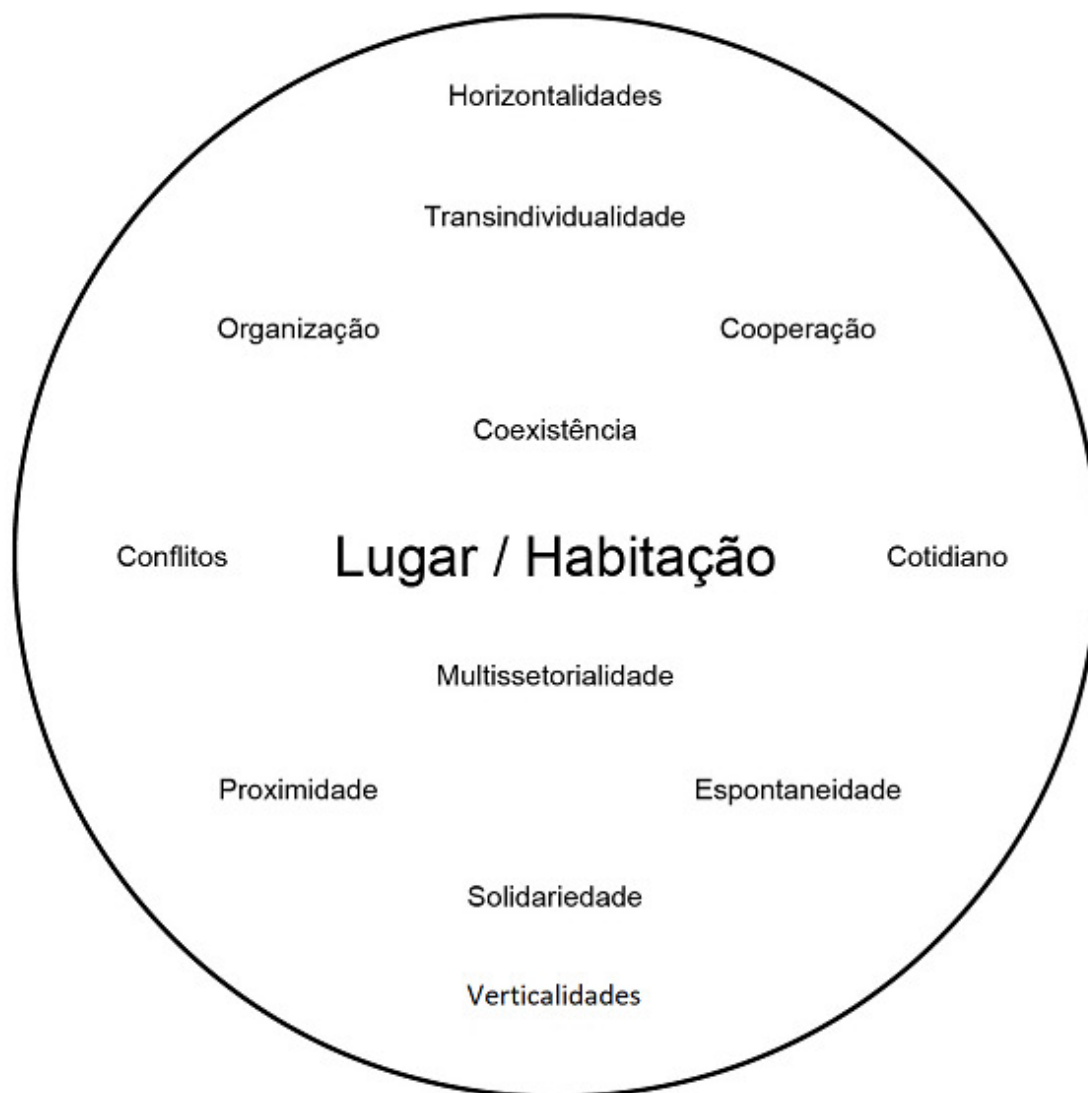 Horizontalidades
Transindividualidade
Organização Cooperação
Coexistência
Conflitos Lugar / Habitação Cotidiano
Multissetorialidade
Proximidade Espontaneidade
Solidariedade
Verticalidades